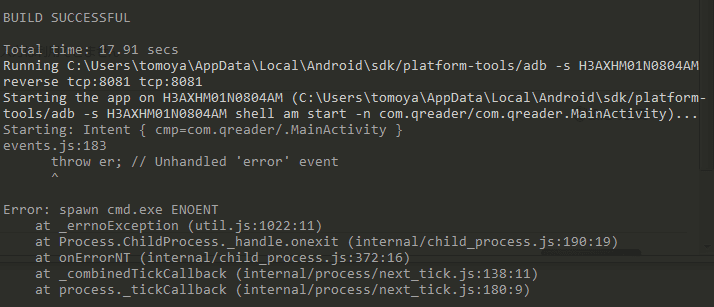 BUILD SUCCESSFUL
Total time: 17.91 secs
Running C:\Users\tomoya\AppData\Local\Android\sdk/platform-tools/adb -s H3AXHM01N0804AM
reverse tcp:8081 tcp:8081
Starting the app on H3AXHM01N0804AM (C:\Users\tomoya\AppData\Local\Android\sdk/platform-
tools/adb -s H3AXHM01N0804AM shell am start -n com.qreader/com.qreader.MainActivity)...
Starting: Intent { cmp=com.qreader/.MainActivity }
events.js:183
throw er; // Unhandled 'error' event
^
Error: spawn cmd.exe ENOENT
at _errnoException (util.js:1022:11)
at Process.ChildProcess._handle.onexit (internal/child_process.js:190:19)
at onErrorNT (internal/child_process.js:372:16)
at _combinedTickCallback (internal/process/next_tick.js:138:11)
at process._tickCallback (internal/process/next_tick.js:180:9)